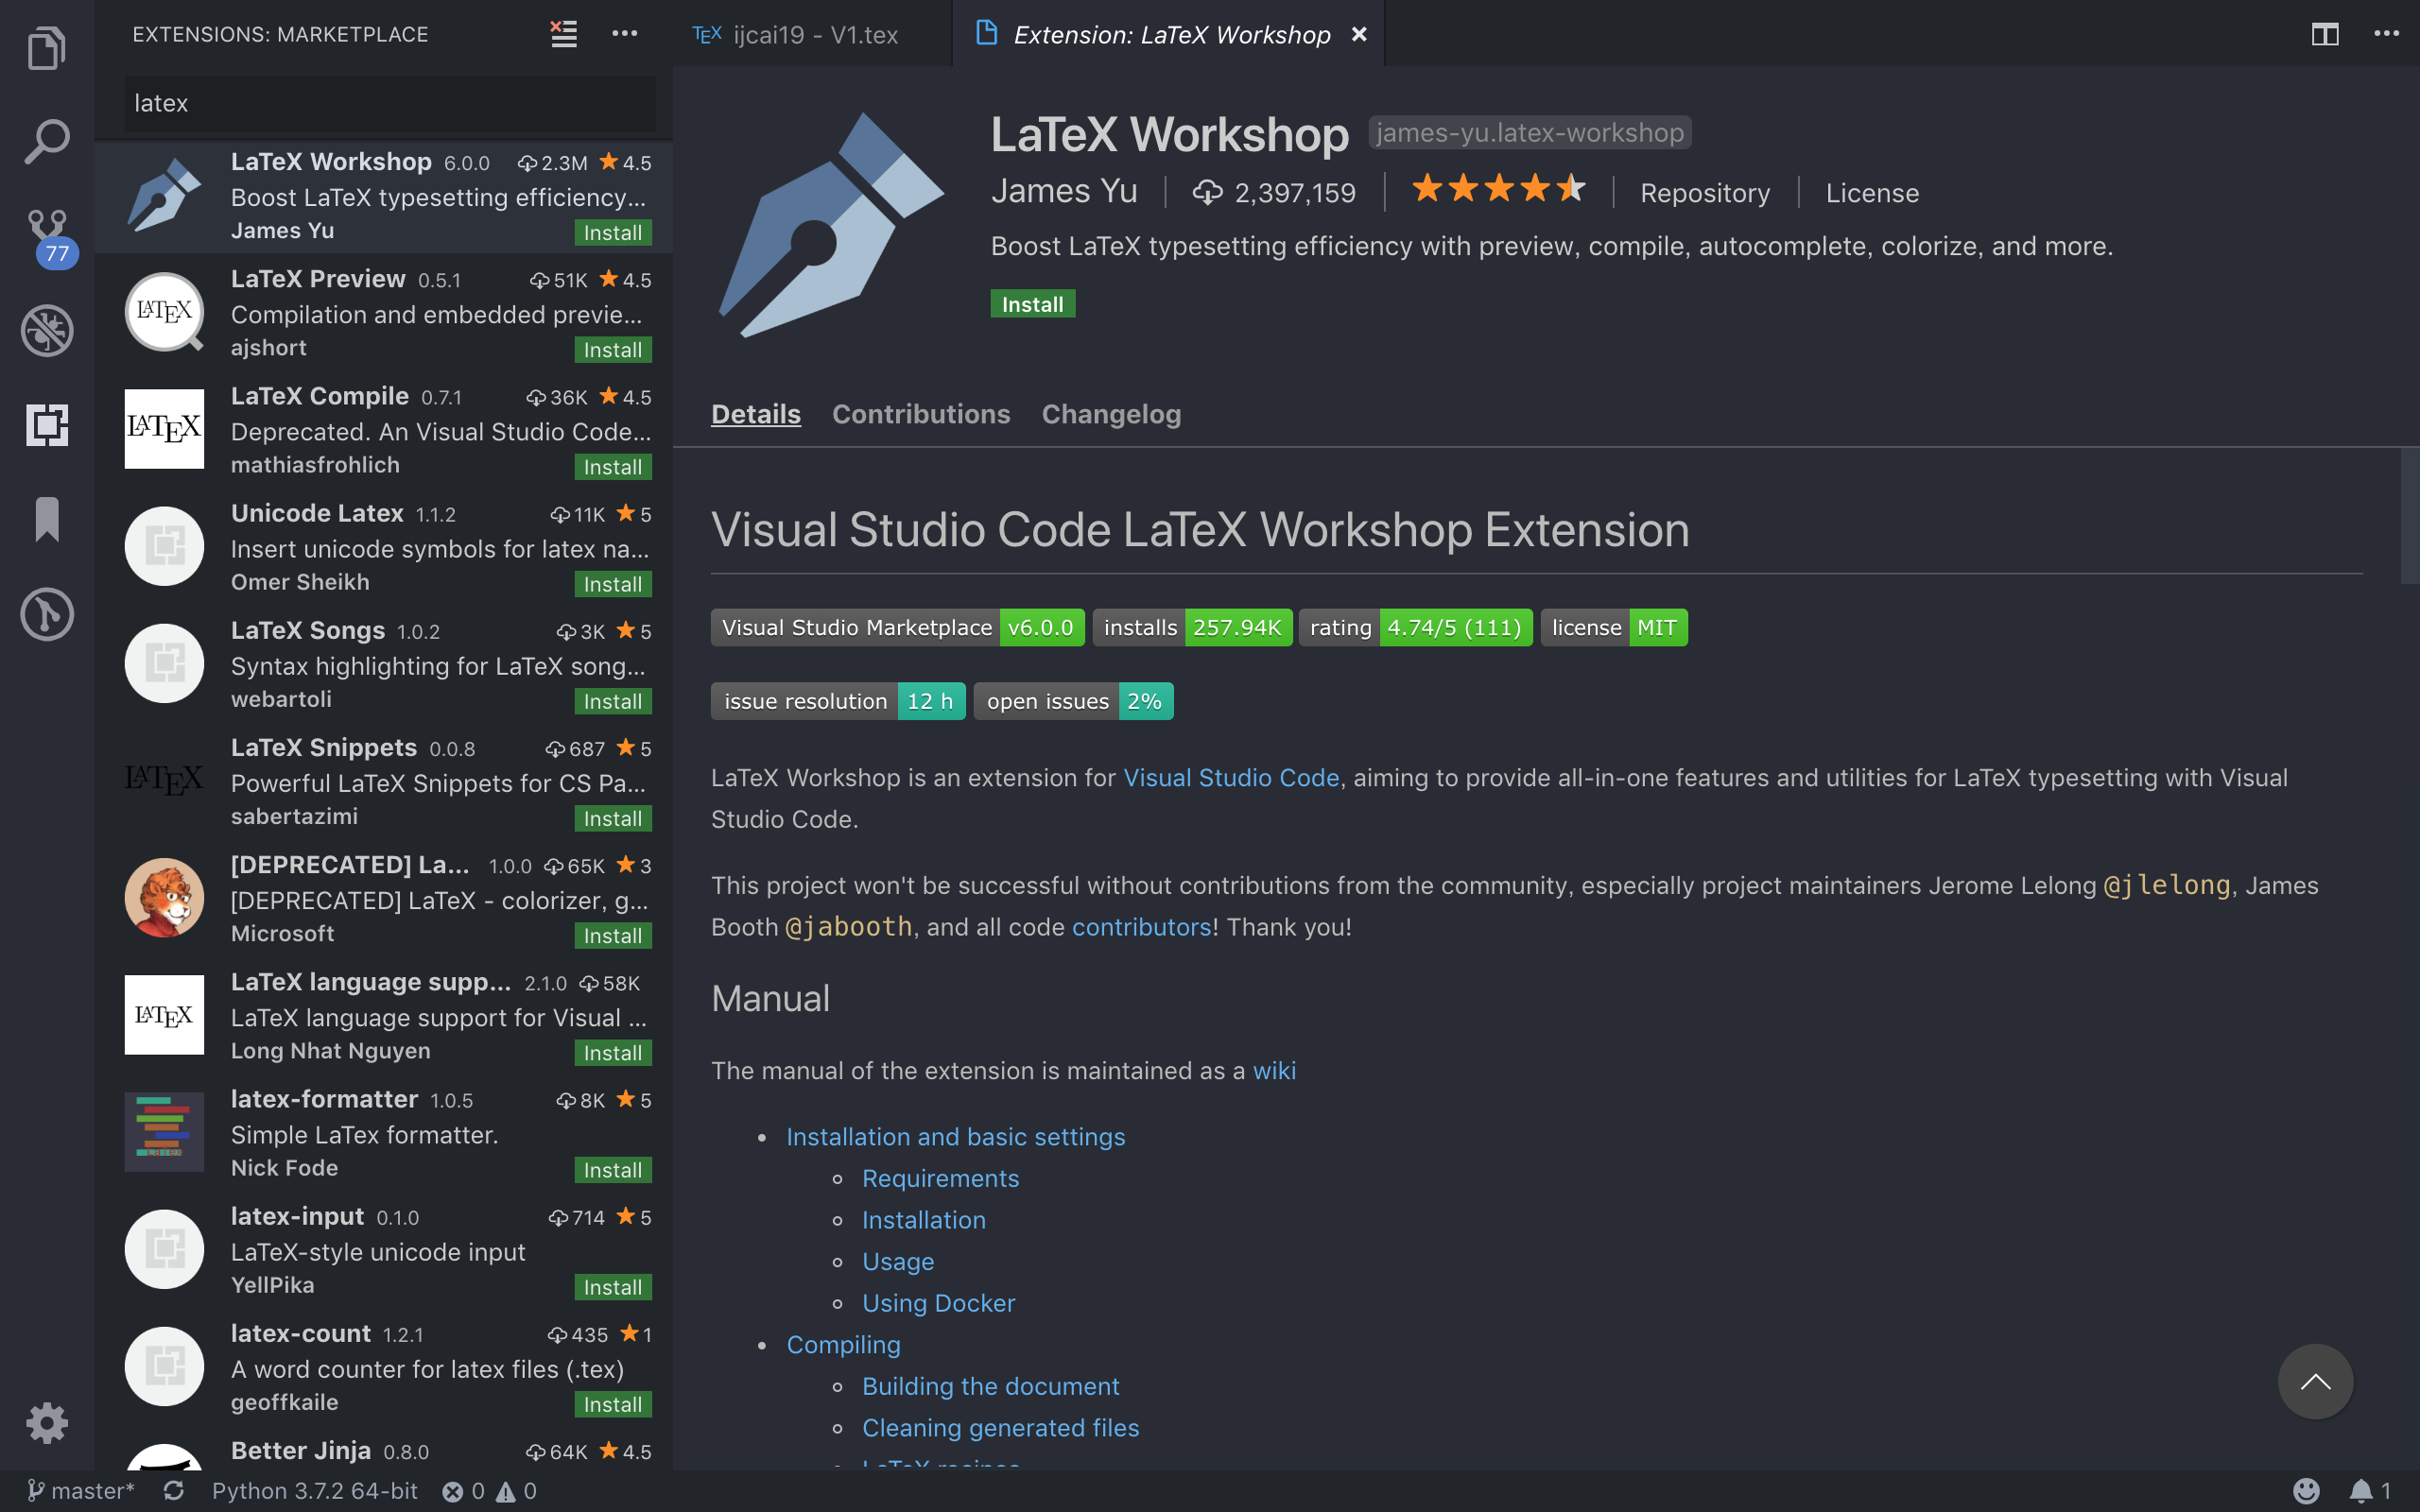 EXTENSIONS: MARKETPLACE
latex
LaTeX Workshop 6.0.0 2.3M 4.5
Boost LaTeX typesetting efficiency...
James Yu Install
LaTeX Preview 0.5.1 51K 4.5
Compilation and embedded previe...
ajshort Install
LaTeX Compile 0.7.1 36K 4.5
Deprecated. An Visual Studio Code...
mathiasfrohlich Install
Unicode Latex 1.1.2 11K 5
Insert unicode symbols for latex na...
Omer Sheikh Install
LaTeX Songs 1.0.2 3K 5
Syntax highlighting for LaTeX song...
webartoli Install
LaTeX Snippets 0.0.8 687 5
Powerful LaTeX Snippets for CS Pa...
sabertazimi Install
[DEPRECATED] La... 1.0.0 65K 3
[DEPRECATED] LaTeX - colorizer, g...
Microsoft Install
LaTeX language supp... 2.1.0 58K
LaTeX language support for Visual ...
Long Nhat Nguyen Install
latex-formatter 1.0.5 8K 5
Simple LaTex formatter.
Nick Fode Install
latex-input 0.1.0 714 5
LaTeX-style unicode input
YellPika Install
latex-count 1.2.1 435 1
A word counter for latex files (.tex)
geoffkaile Install
Better Jinja 0.8.0 64K 4.5
77
LATEX
LATEX
LATEX
LATEX
LaTeX
TEX ijcai19 - V1.tex
Extension: LaTeX Workshop
LaTeX Workshop james-yu.latex-workshop
James Yu 2,397,159 Repository License
Boost LaTeX typesetting efficiency with preview, compile, autocomplete, colorize, and more.
Install
Details Contributions Changelog
Visual Studio Code LaTeX Workshop Extension
Visual Studio Marketplace v6.0.0 installs 257.94K rating 4.74/5 (111) license MIT
issue resolution 12 h open issues 2%
LaTeX Workshop is an extension for Visual Studio Code, aiming to provide all-in-one features and utilities for LaTeX typesetting with Visual
Studio Code.
This project won't be successful without contributions from the community, especially project maintainers Jerome Lelong @jlelong, James
Booth @jabooth, and all code contributors! Thank you!
Manual
The manual of the extension is maintained as a wiki
Installation and basic settings
Requirements
Installation
Usage
Using Docker
Compiling
Building the document
Cleaning generated files
LaTeX recipes
master* Python 3.7.2 64-bit 0 0 1